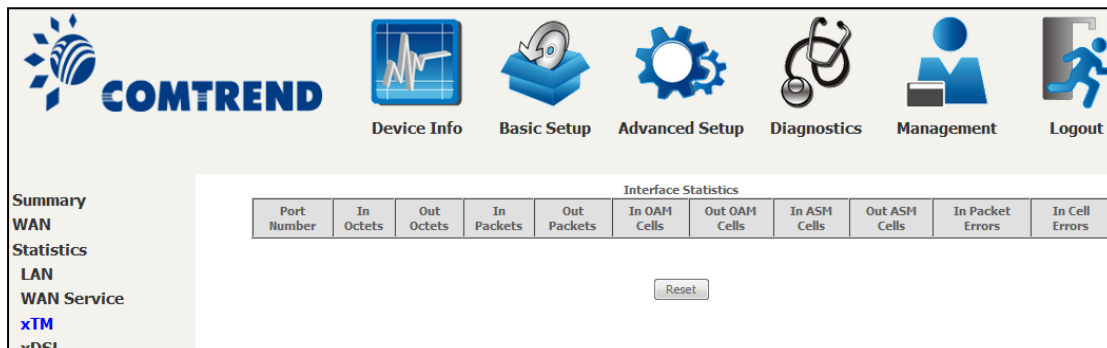 COMTREND
Device Info
Basic Setup
Advanced Setup
Diagnostics
Management
Logout
Summary
WAN
Statistics
LAN
WAN Service
xTM
xDSL
Interface Statistics
Port Number
In Octets
Out Octets
In Packets
Out Packets
In OAM Cells
Out OAM Cells
In ASM Cells
Out ASM Cells
In Packet Errors
In Cell Errors
Reset